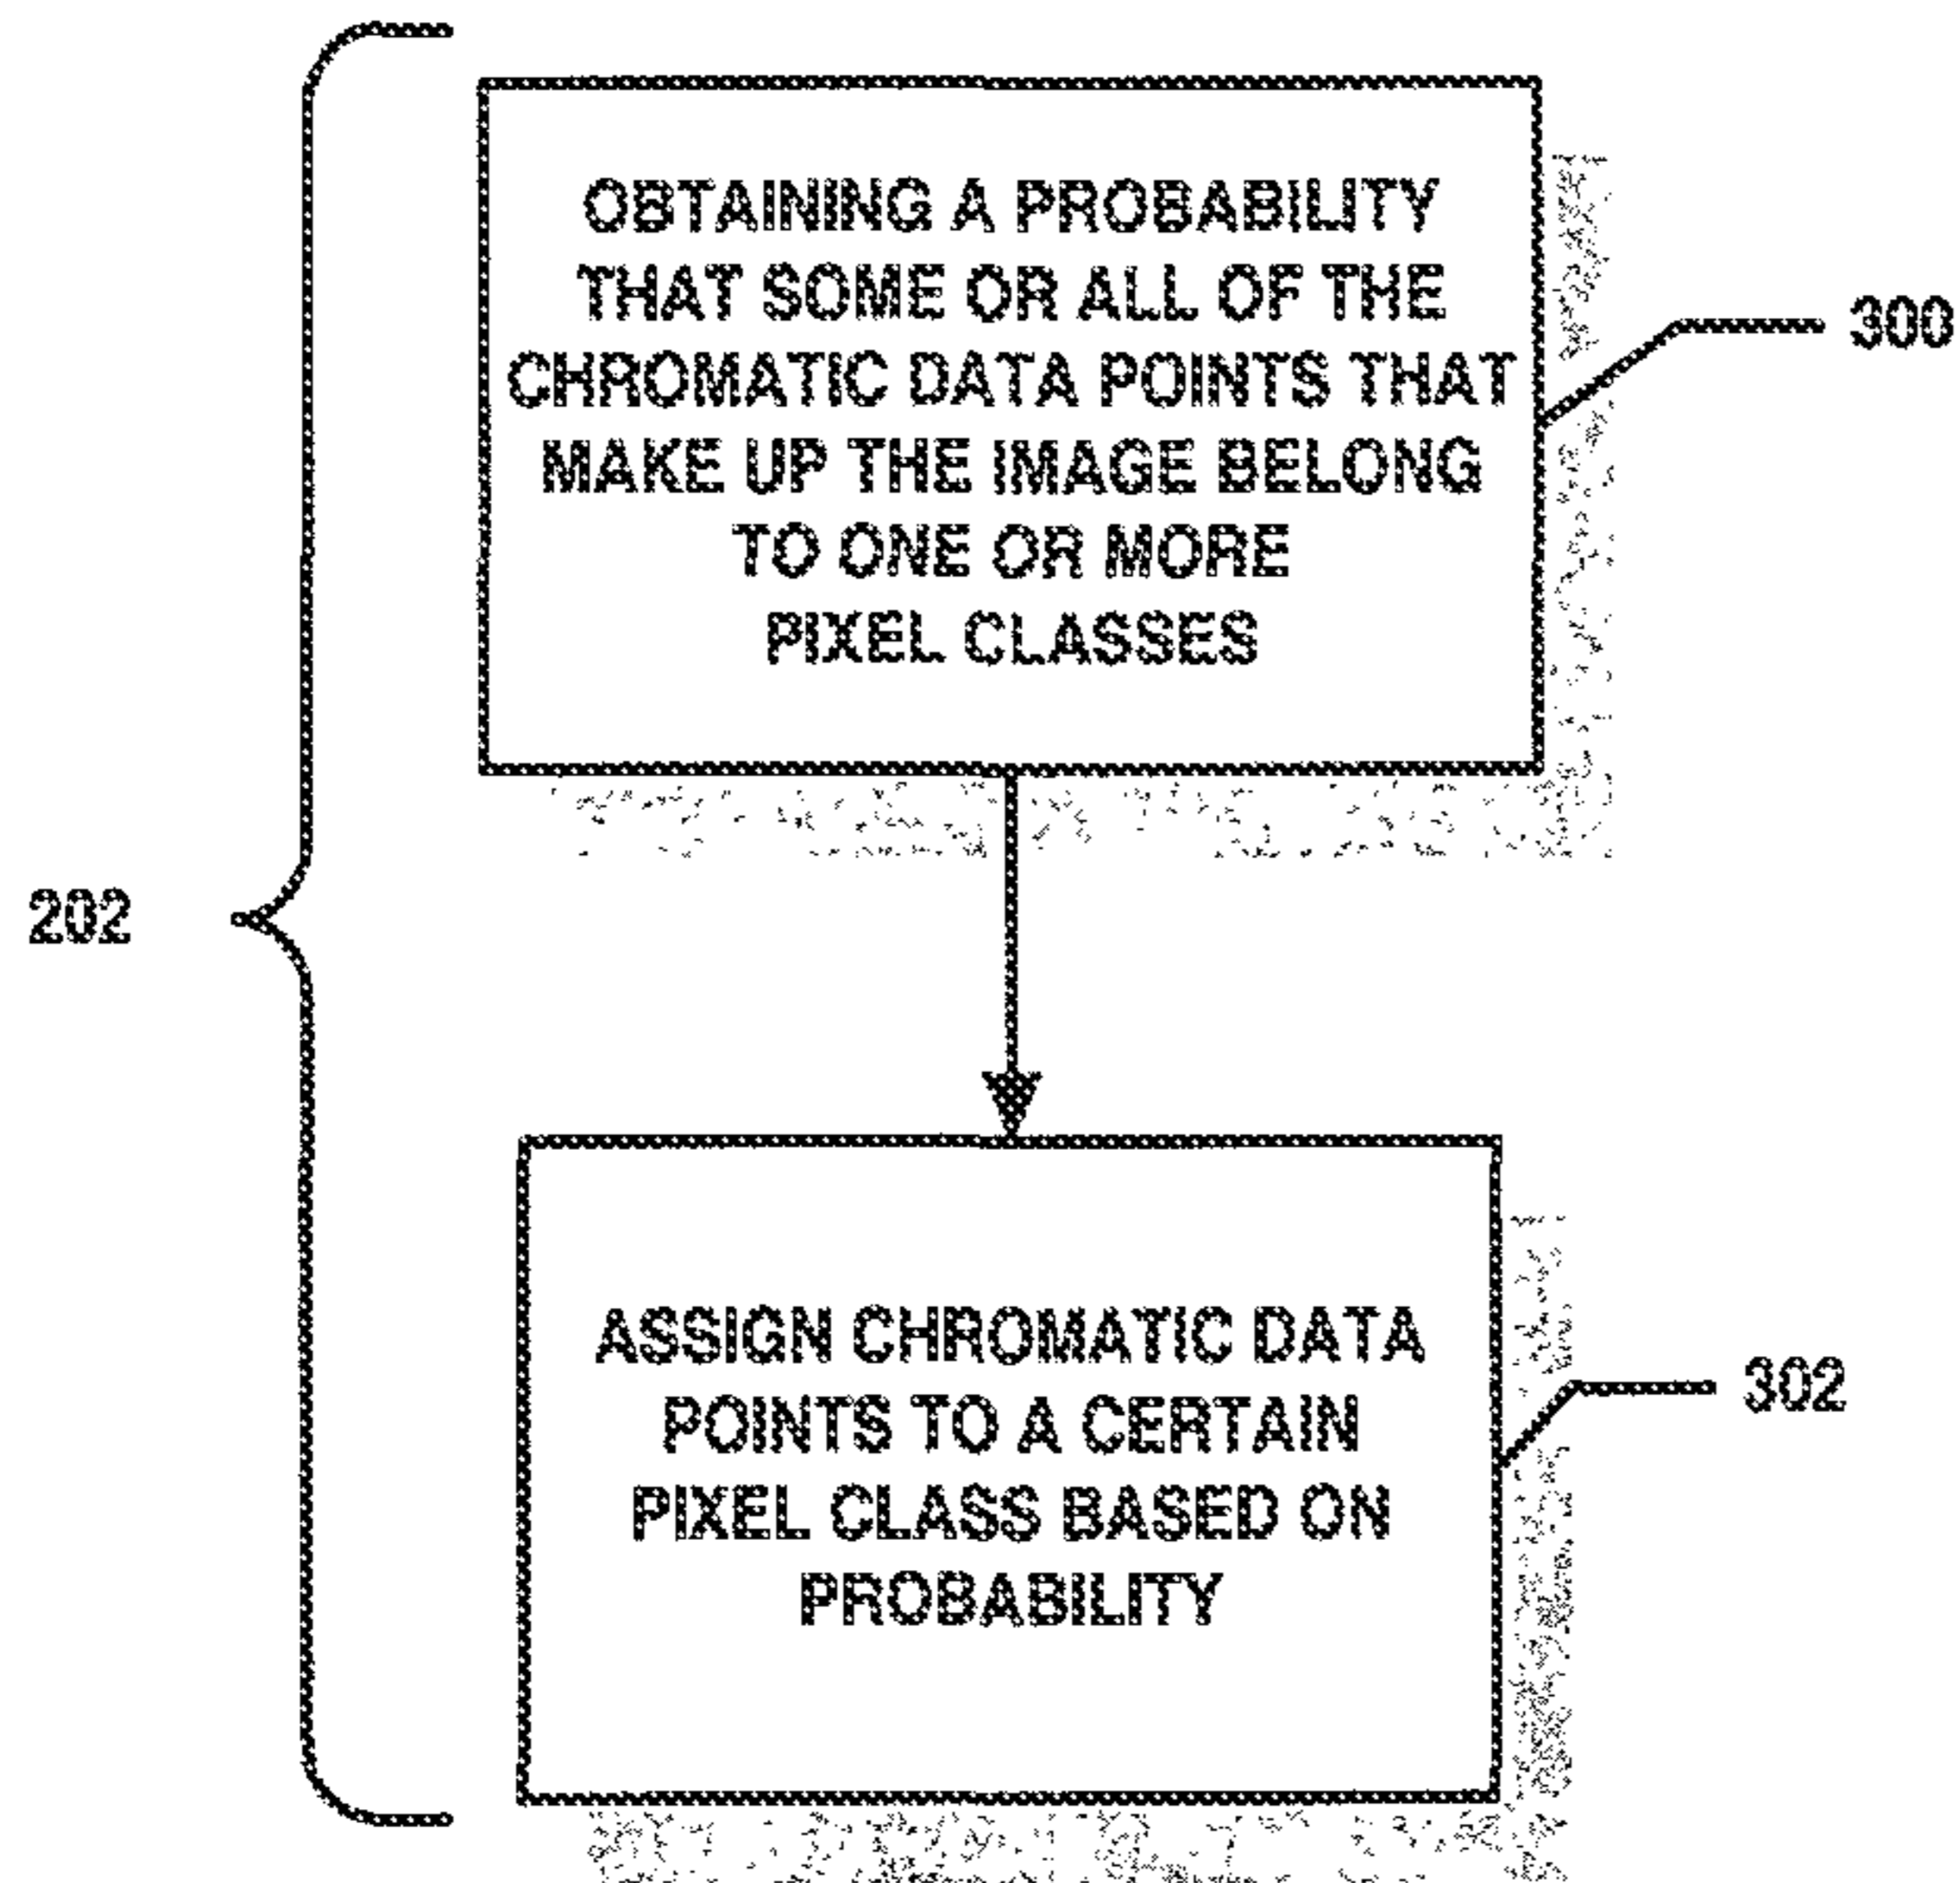 OBTAINING A PROBABILITY
THAT SOME OR ALL OF THE
CHROMATIC DATA POINTS THAT
MAKE UP THE IMAGE BELONG
TO ONE OR MORE
PIXEL CLASSES
300
202
ASSIGN CHROMATIC DATA
POINTS TO A CERTAIN
PIXEL CLASS BASED ON
PROBABILITY
302